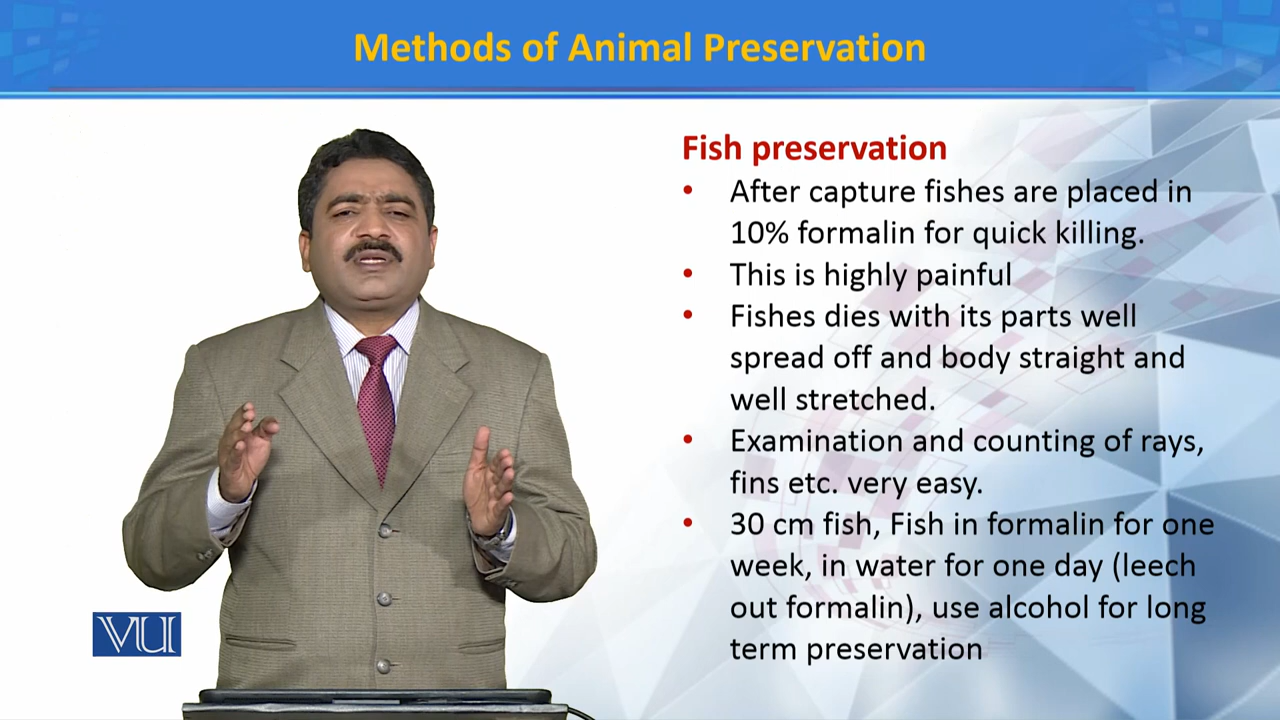 Methods of Animal Preservation
Fish preservation
• After capture fishes are placed in
10% formalin for quick killing.
• This is highly painful
• Fishes dies with its parts well
spread off and body straight and
well stretched.
• Examination and counting of rays,
fins etc. very easy.
• 30 cm fish, Fish in formalin for one
week, in water for one day (leech
out formalin), use alcohol for long
term preservation
VU